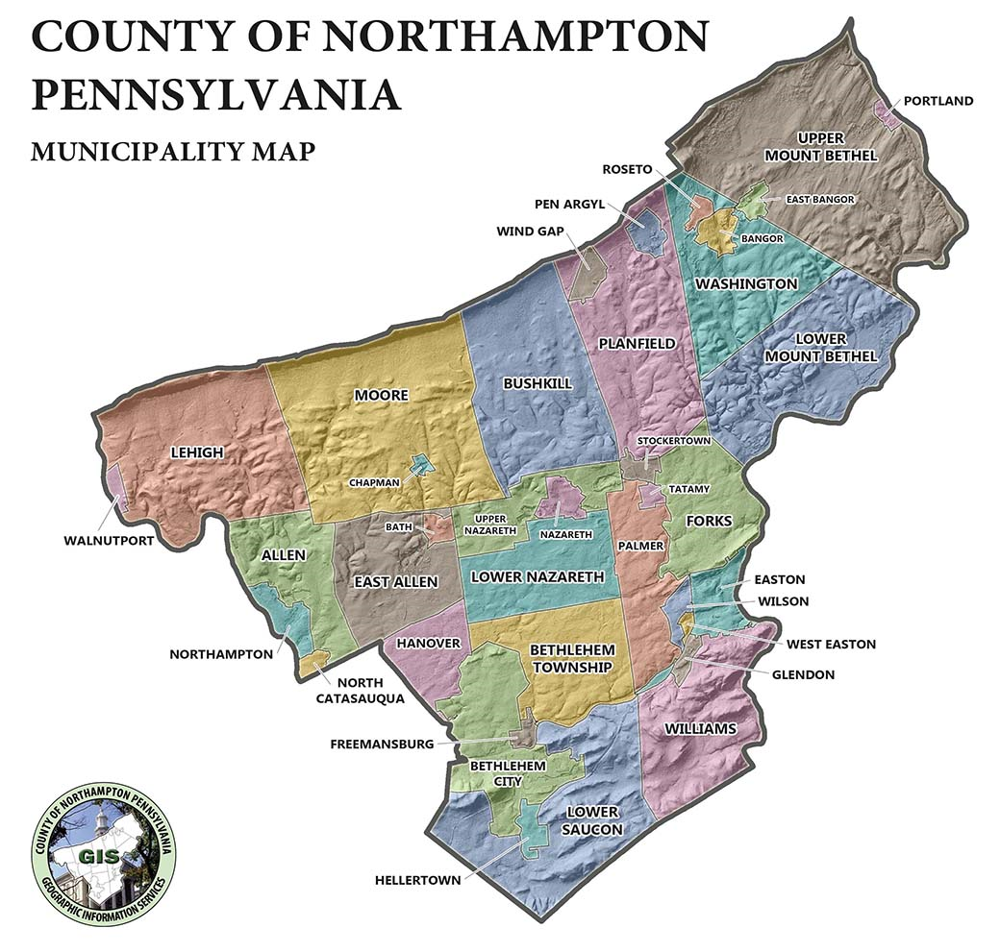 COUNTY OF NORTHAMPTON
PENNSYLVANIA
MUNICIPALITY MAP
PORTLAND
UPPER
MOUNT BETHEL
ROSETO
EAST BANGOR
PEN ARGYL
WIND GAP
BANGOR
WASHINGTON
PLANFIELD
LOWER
MOUNT BETHEL
BUSHKILL
MOORE
LEHIGH
STOCKERTOWN
CHAPMAN
TATAMY
WALNUTPORT
BATH
UPPER
NAZARETH
NAZARETH
FORKS
PALMER
ALLEN
EAST ALLEN
LOWER NAZARETH
EASTON
WILSON
HANOVER
WEST EASTON
NORTHAMPTON
BETHLEHEM
TOWNSHIP
GLENDON
NORTH
CATASAUQUA
WILLIAMS
FREEMANSBURG
BETHLEHEM
CITY
LOWER
SAUCON
HELLERTOWN
COUNTY OF NORTHAMPTON PENNSYLVANIA
GIS
GEOGRAPHIC INFORMATION SERVICES